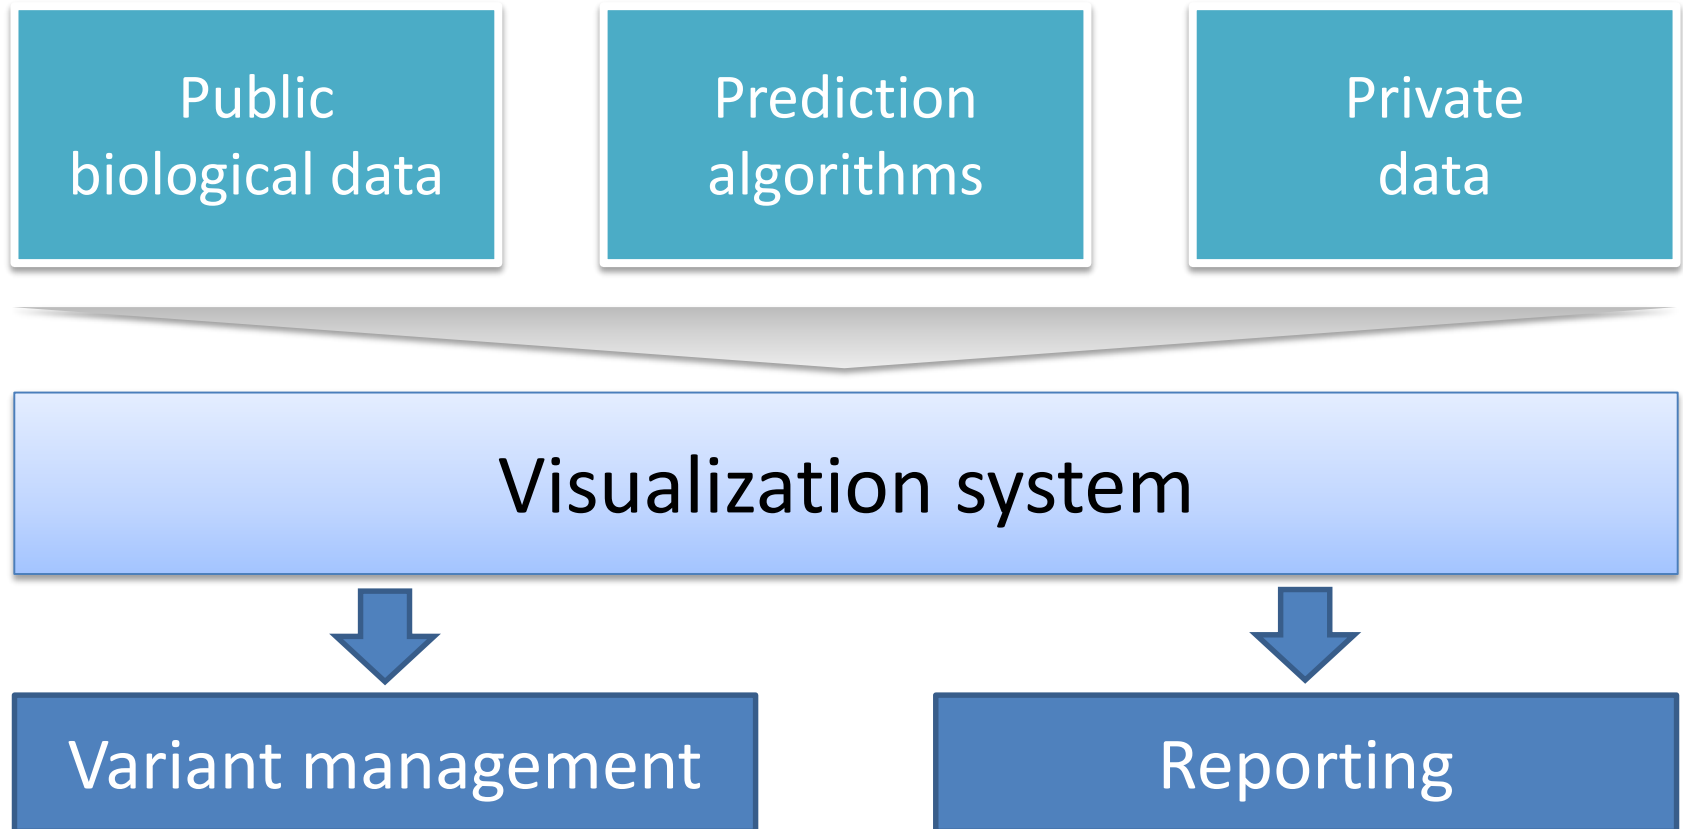 Public
biological data
Prediction
algorithms
Private
data
Visualization system
Variant management
Reporting